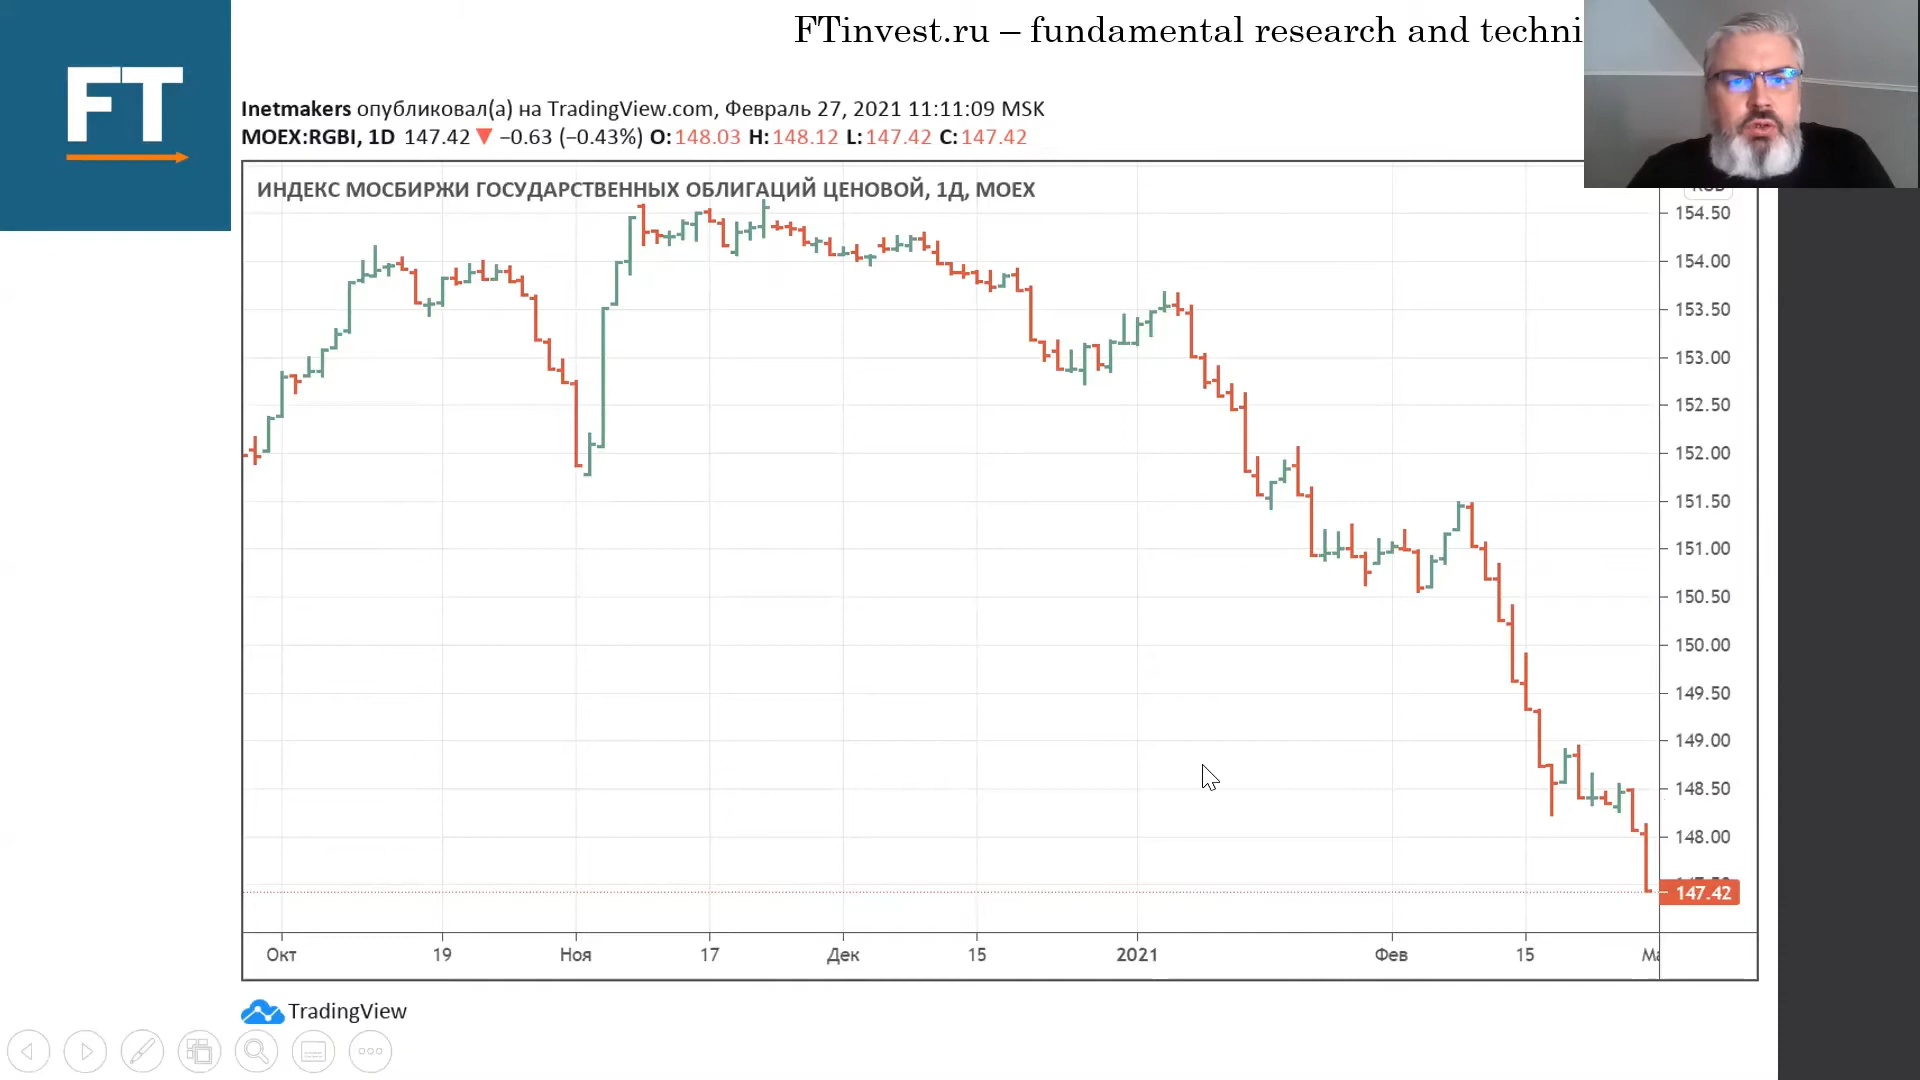 FT
FTinvest.ru – fundamental research and techni
Inetmakers опубликовал(а) на TradingView.com, Февраль 27, 2021 11:11:09 MSK
MOEX:RGBI, 1D 147.42 ▼ −0.63 (−0.43%) O:148.03 H:148.12 L:147.42 C:147.42
ИНДЕКС МОСБИРЖИ ГОСУДАРСТВЕННЫХ ОБЛИГАЦИЙ ЦЕНОВОЙ, 1Д, MOEX
154.50
154.00
153.50
153.00
152.50
152.00
151.50
151.00
150.50
150.00
149.50
149.00
148.50
148.00
147.42
Окт 19 Ноя 17 Дек 15 2021 Фев 15
TradingView